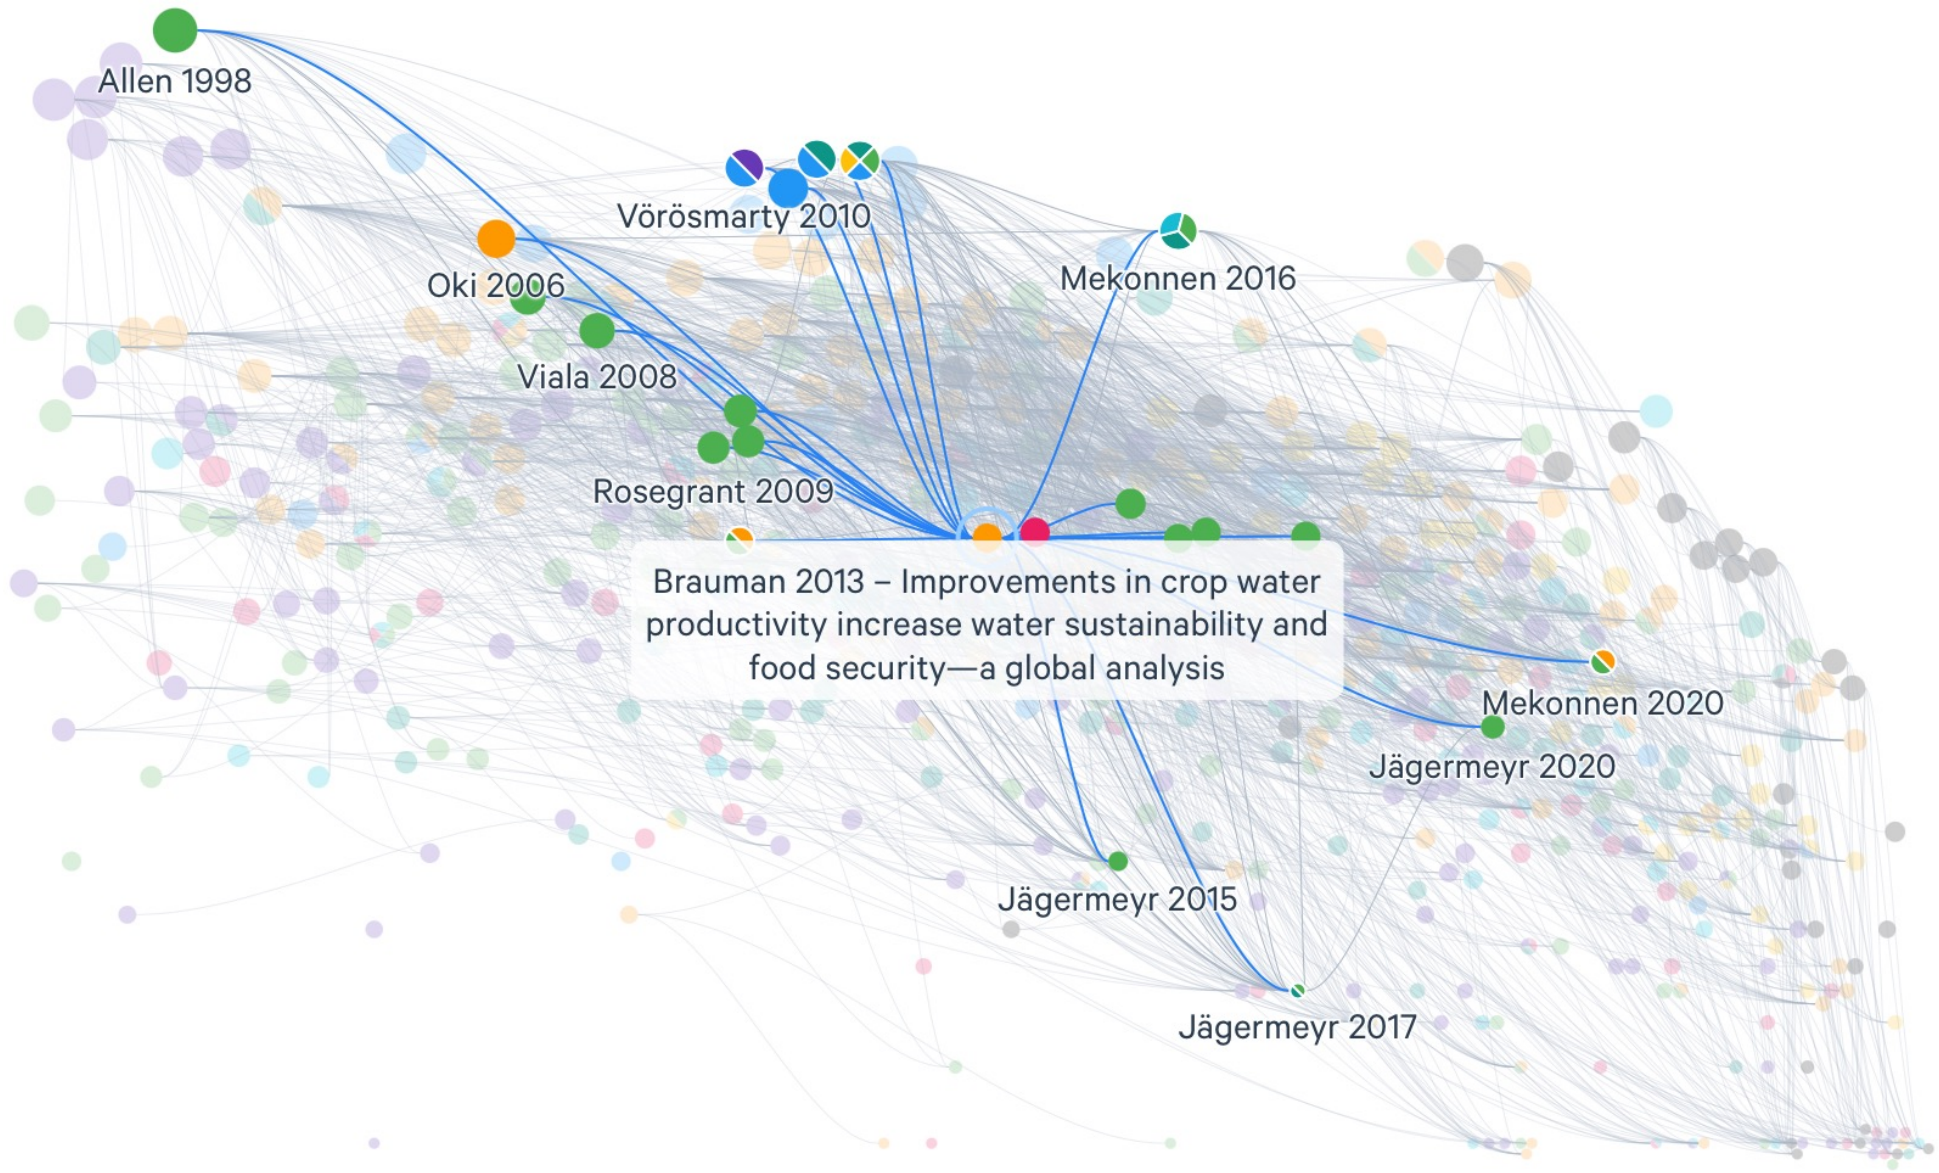 Allen 1998
Vörösmarty 2010
Oki 2006
Mekonnen 2016
Viala 2008
Rosegrant 2009
Brauman 2013 – Improvements in crop water
productivity increase water sustainability and
food security—a global analysis
Mekonnen 2020
Jägermeyr 2020
Jägermeyr 2015
Jägermeyr 2017